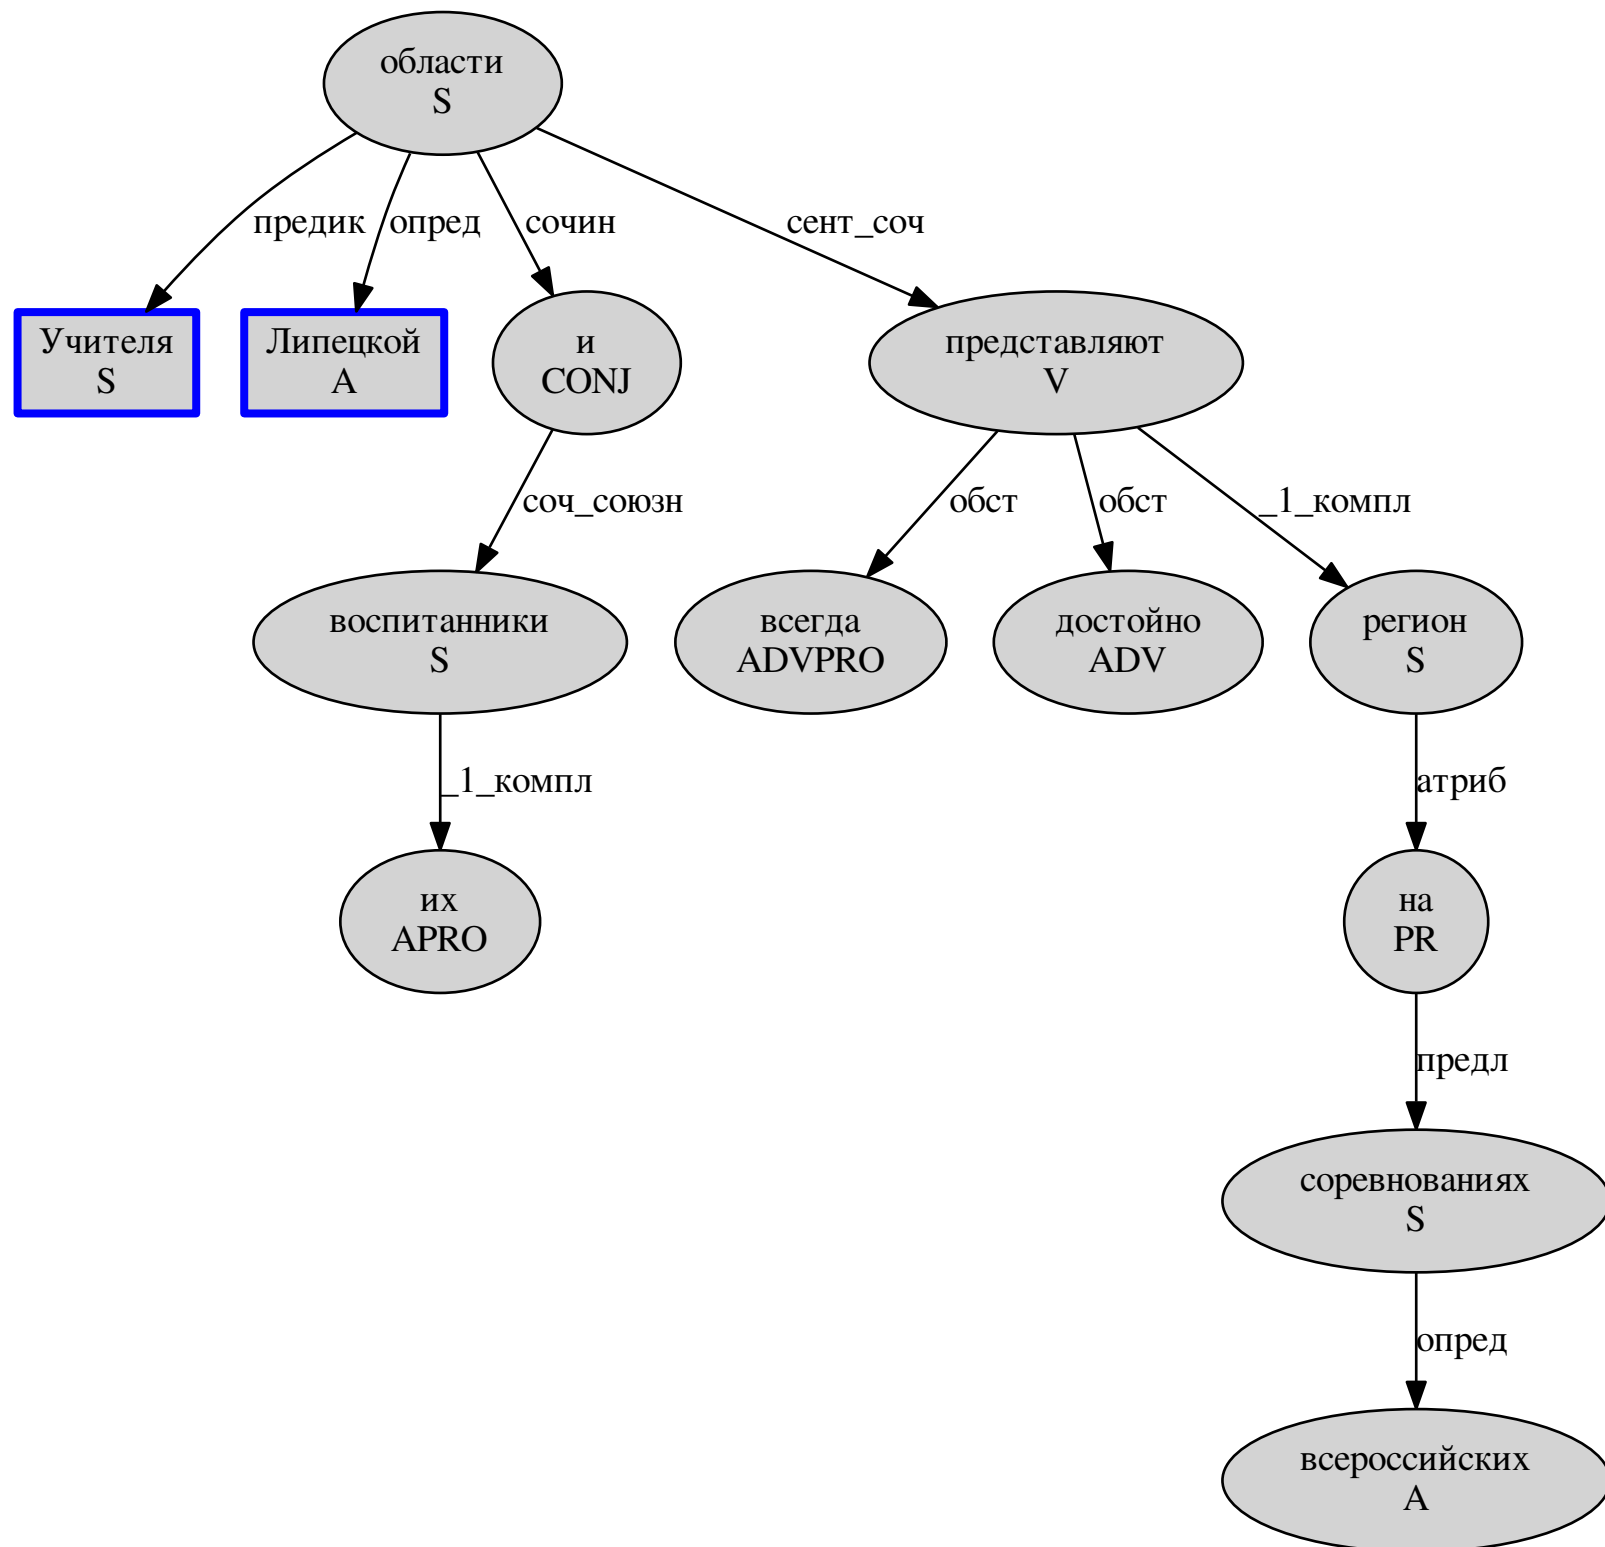 области
S
предик
опред
сочин
сент_соч
Учителя
S
Липецкой
A
и
CONJ
представляют
V
соч_союзн
обст
обст
_1_компл
воспитанники
S
всегда
ADVPRO
достойно
ADV
регион
S
_1_компл
атриб
их
APRO
на
PR
предл
соревнованиях
S
опред
всероссийских
A